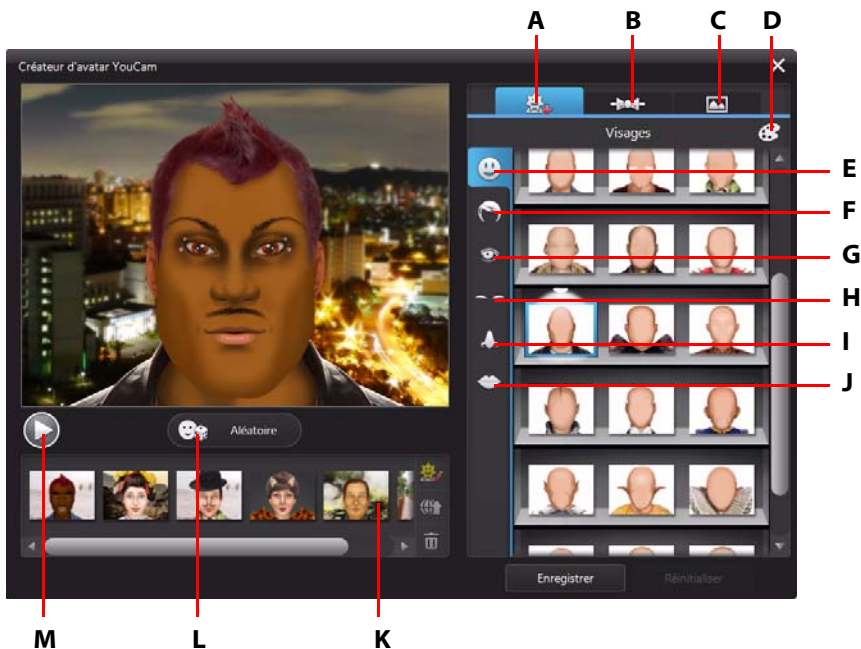 A B C D
Créateur d'avatar YouCam
Visages
E
F
G
H
I
J
Aléatoire
Enregistrer Réinitialiser
M L K